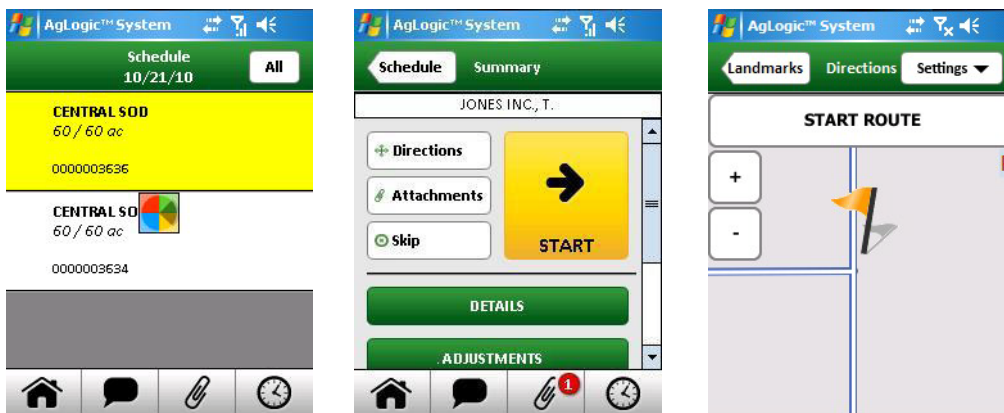 AgLogic™ System
Schedule
10/21/10
All
CENTRAL SOD
60 / 60 ac
0000003636
CENTRAL SO
60 / 60 ac
0000003634
AgLogic™ System
Schedule
Summary
JONES INC., T.
Directions
Attachments
Skip
START
DETAILS
ADJUSTMENTS
1
AgLogic™ System
Landmarks
Directions
Settings
START ROUTE
+
-